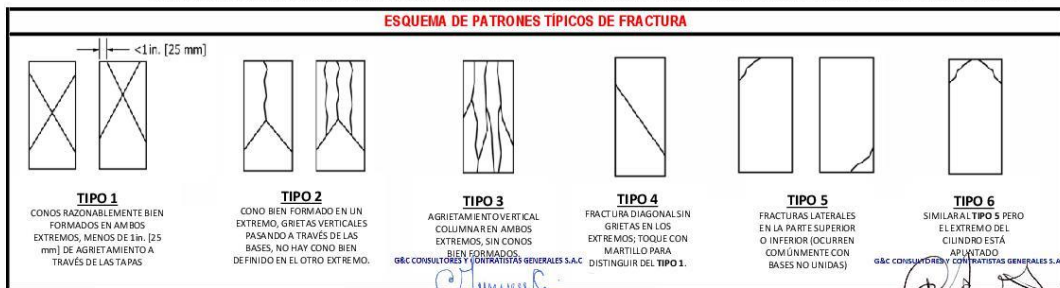 ESQUEMA DE PATRONES TÍPICOS DE FRACTURA
<1in. [25 mm]
TIPO 1
CONOS RAZONABLEMENTE BIEN
FORMADOS EN AMBOS
EXTREMOS, MENOS DE 1in. [25
mm] DE AGRIETAMIENTO A
TRAVÉS DE LAS TAPAS
TIPO 2
CONO BIEN FORMADO EN UN
EXTREMO, GRIETAS VERTICALES
PASANDO A TRAVÉS DE LAS
BASES, NO HAY CONO BIEN
DEFINIDO EN EL OTRO EXTREMO.
TIPO 3
AGRIETAMIENTO VERTICAL
COLUMNAR EN AMBOS
EXTREMOS, SIN CONOS
BIEN FORMADOS.
G&C CONSULTORES Y CONTRATISTAS GENERALES S.A.C
TIPO 4
FRACTURA DIAGONAL SIN
GRIETAS EN LOS
EXTREMOS; TOQUE CON
MARTILLO PARA
DISTINGUIR DEL TIPO 1.
TIPO 5
FRACTURAS LATERALES
EN LA PARTE SUPERIOR
O INFERIOR (OCURREN
COMÚNMENTE CON
BASES NO UNIDAS)
TIPO 6
SIMILAR AL TIPO 5 PERO
EL EXTREMO DEL
CILINDRO ESTÁ
APUNTADO
G&C CONSULTORES Y CONTRATISTAS GENERALES S.A